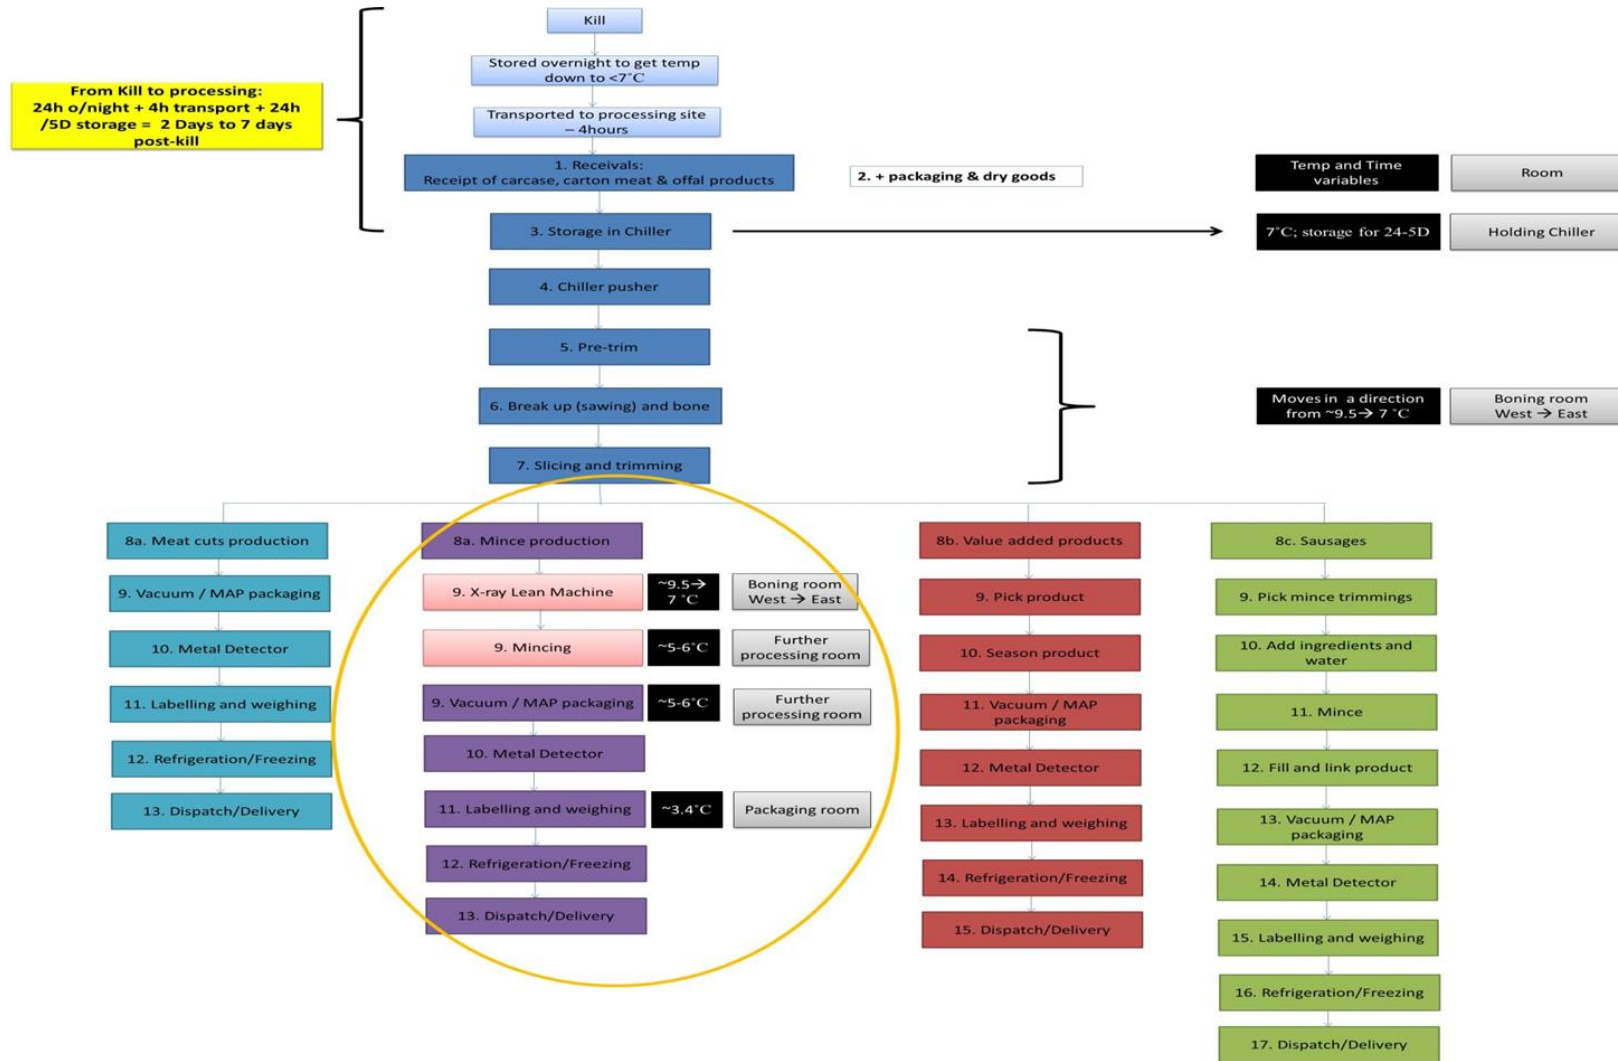 Kill
Stored overnight to get temp
down to <7˚C
From Kill to processing:
24h o/night + 4h transport + 24h
/5D storage = 2 Days to 7 days
post-kill
Transported to processing site
– 4hours
1. Receivals:
Receipt of carcase, carton meat & offal products
2. + packaging & dry goods
Temp and Time
variables
Room
3. Storage in Chiller
7˚C; storage for 24-5D
Holding Chiller
4. Chiller pusher
5. Pre-trim
6. Break up (sawing) and bone
Moves in a direction
from ~9.5→ 7 ˚C
Boning room
West → East
7. Slicing and trimming
8a. Meat cuts production
9. Vacuum / MAP packaging
10. Metal Detector
11. Labelling and weighing
12. Refrigeration/Freezing
13. Dispatch/Delivery
8a. Mince production
9. X-ray Lean Machine
~9.5→
7 ˚C
Boning room
West → East
9. Mincing
~5-6˚C
Further
processing room
9. Vacuum / MAP packaging
~5-6˚C
Further
processing room
10. Metal Detector
11. Labelling and weighing
~3.4˚C
Packaging room
12. Refrigeration/Freezing
13. Dispatch/Delivery
8b. Value added products
9. Pick product
10. Season product
11. Vacuum / MAP
packaging
12. Metal Detector
13. Labelling and weighing
14. Refrigeration/Freezing
15. Dispatch/Delivery
8c. Sausages
9. Pick mince trimmings
10. Add ingredients and
water
11. Mince
12. Fill and link product
13. Vacuum / MAP
packaging
14. Metal Detector
15. Labelling and weighing
16. Refrigeration/Freezing
17. Dispatch/Delivery